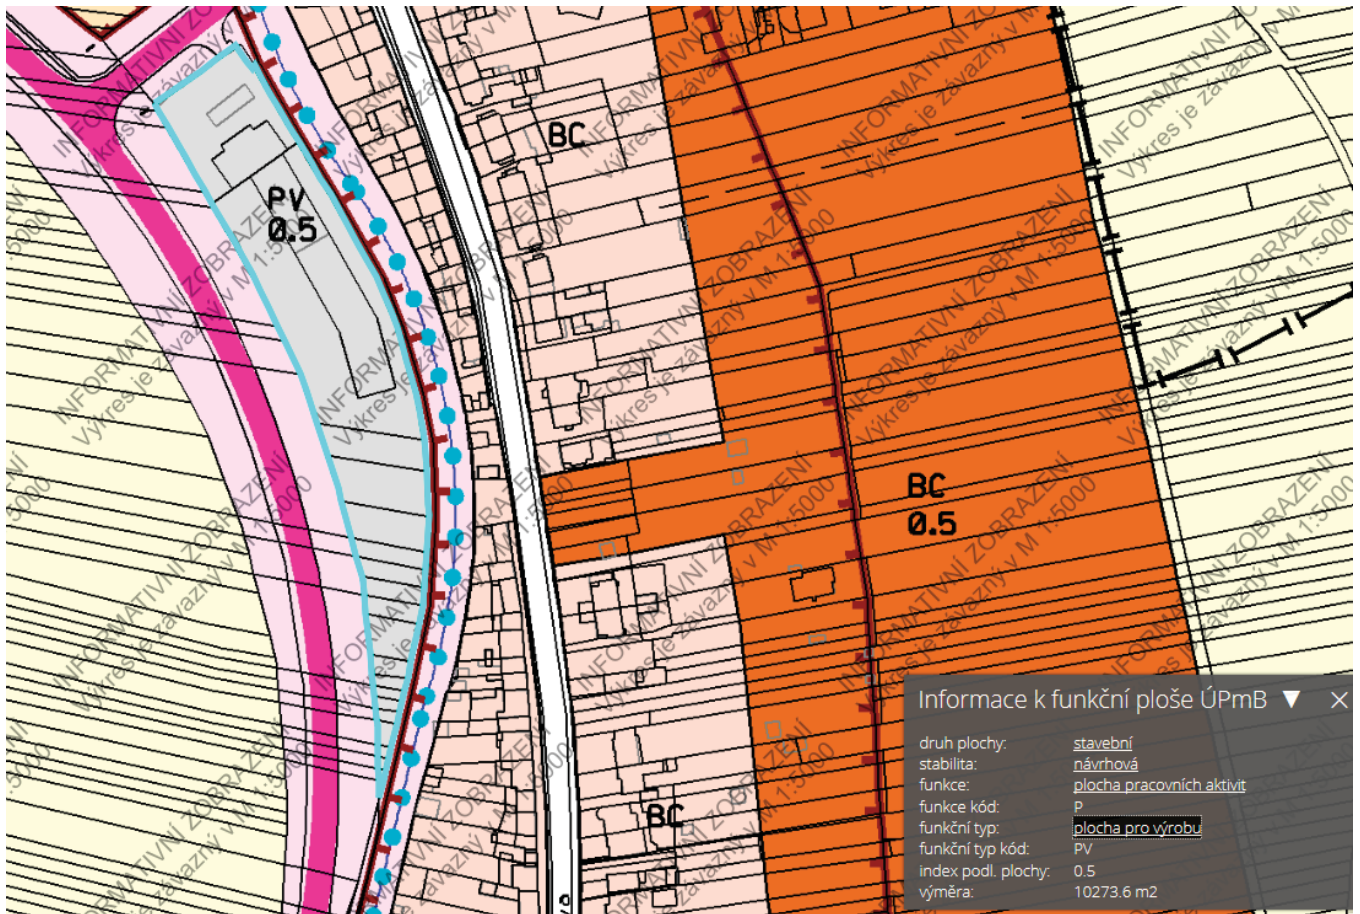 INFORMATIVNÍ ZOBRAZENÍ
Výkres je závazný v M 1:5000
BC
PV
0.5
BC
0.5
BC
Informace k funkční ploše ÚPmB ▼ ×
druh plochy: stavební
stabilita: návrhová
funkce: plocha pracovních aktivit
funkce kód: P
funkční typ: plocha pro výrobu
funkční typ kód: PV
index podl. plochy: 0.5
výměra: 10273.6 m2